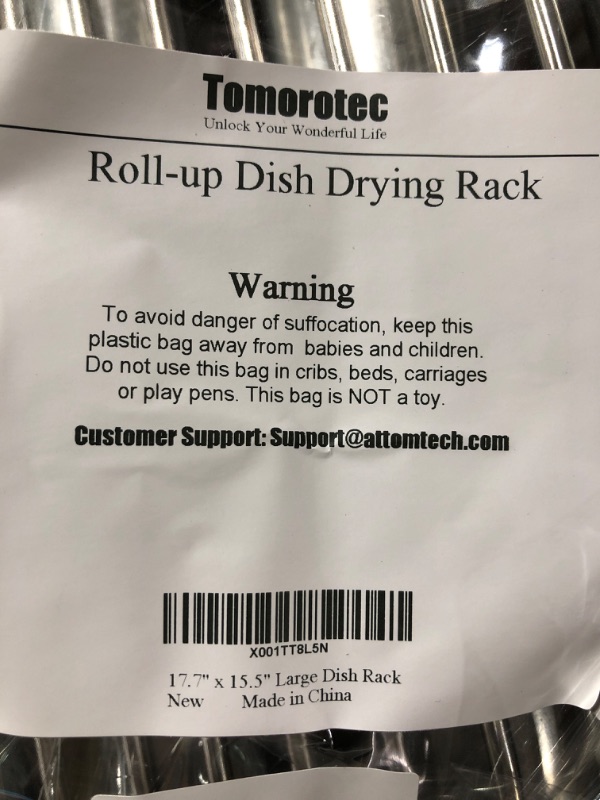 Tomorotec
Unlock Your Wonderful Life
Roll-up Dish Drying Rack
Warning
To avoid danger of suffocation, keep this
plastic bag away from babies and children.
Do not use this bag in cribs, beds, carriages
or play pens. This bag is NOT a toy.
Customer Support: Support@attomtech.com
X001TT8L5N
17.7" x 15.5" Large Dish Rack
New Made in China